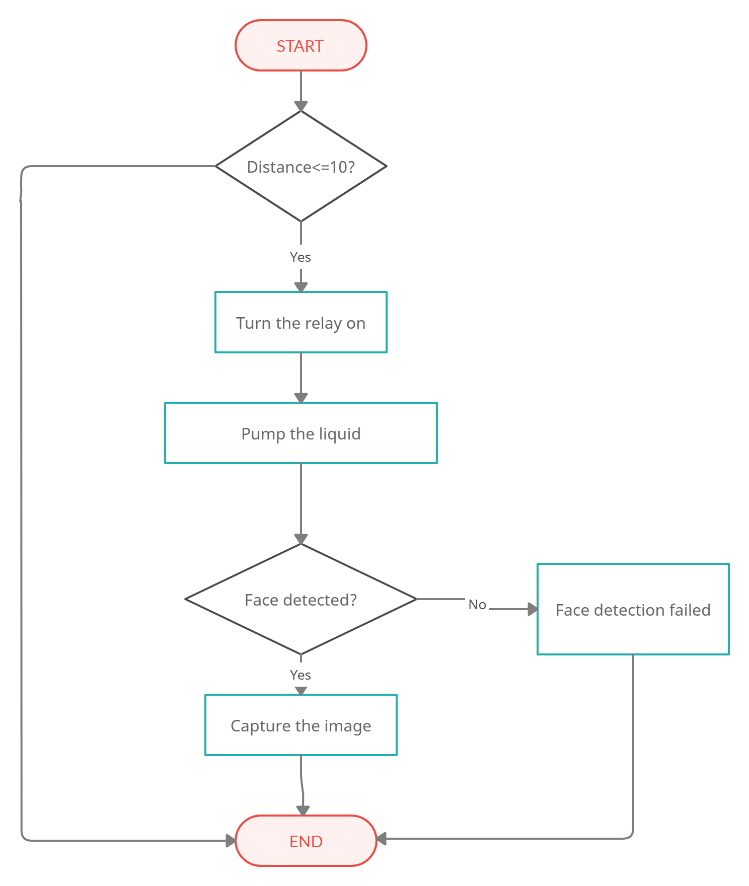 START
Distance<=10?
Yes
Turn the relay on
Pump the liquid
Face detected?
No
Face detection failed
Yes
Capture the image
END